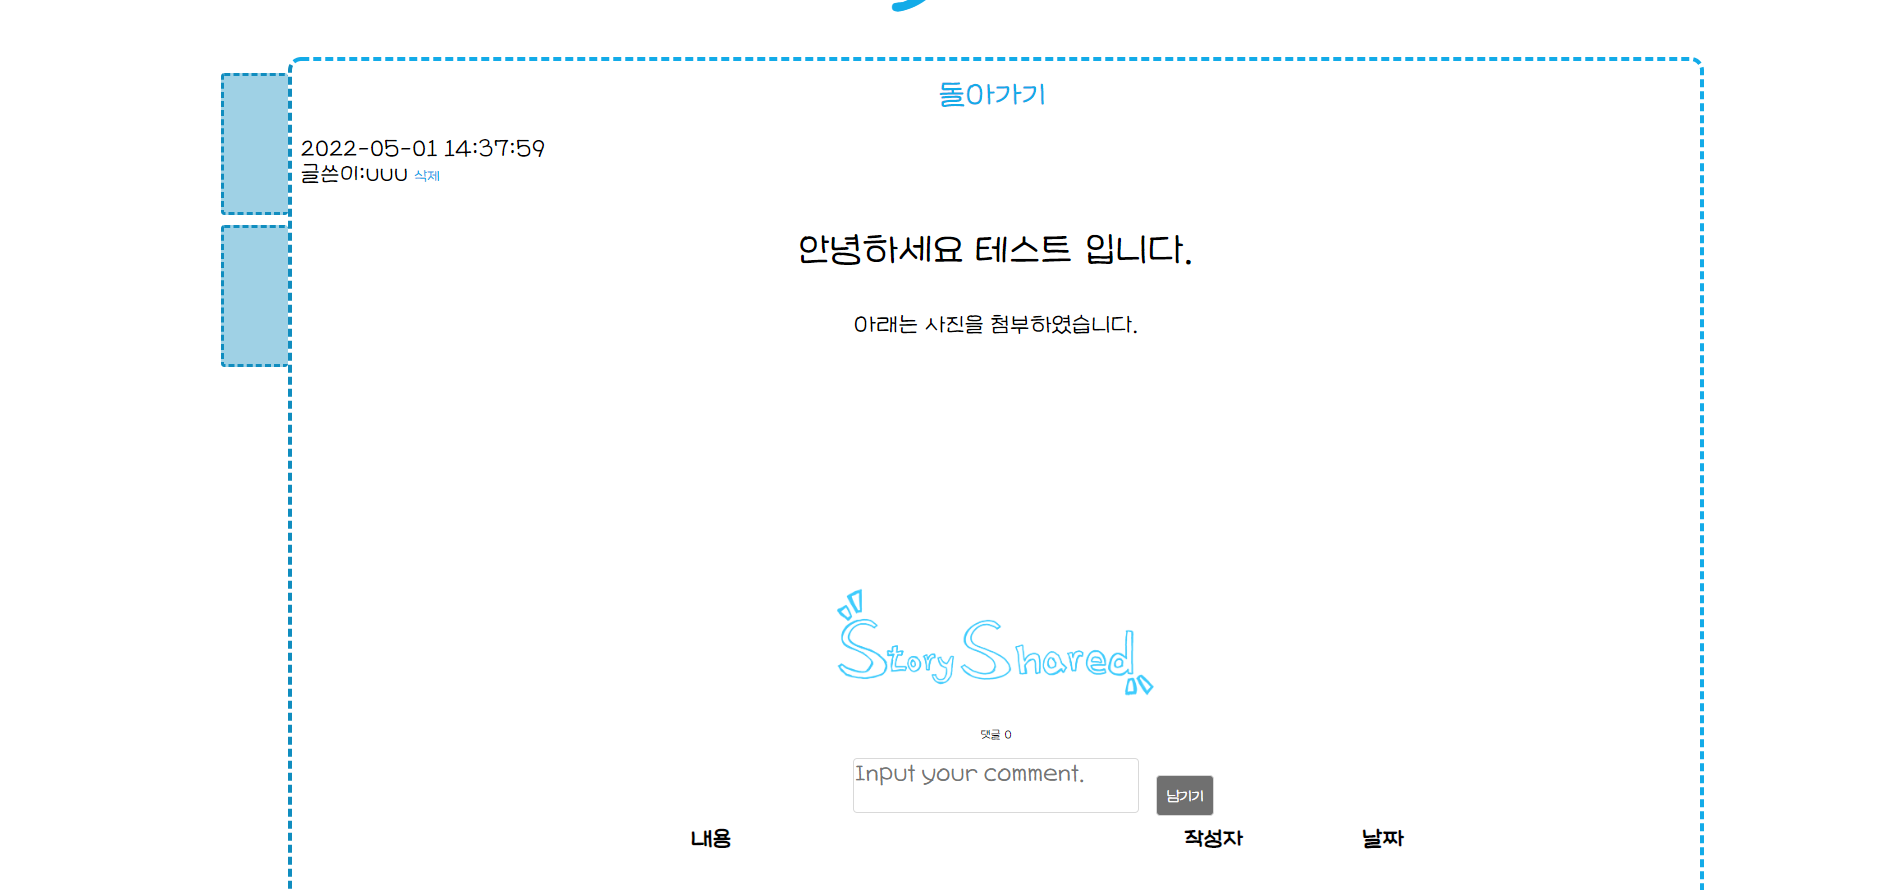 돌아가기
2022-05-01 14:37:59
글쓴이:uuu 삭제
안녕하세요 테스트 입니다.
아래는 사진을 첨부하였습니다.
Story Shared
댓글 0
Input your comment.
남기기
내용 작성자 날짜